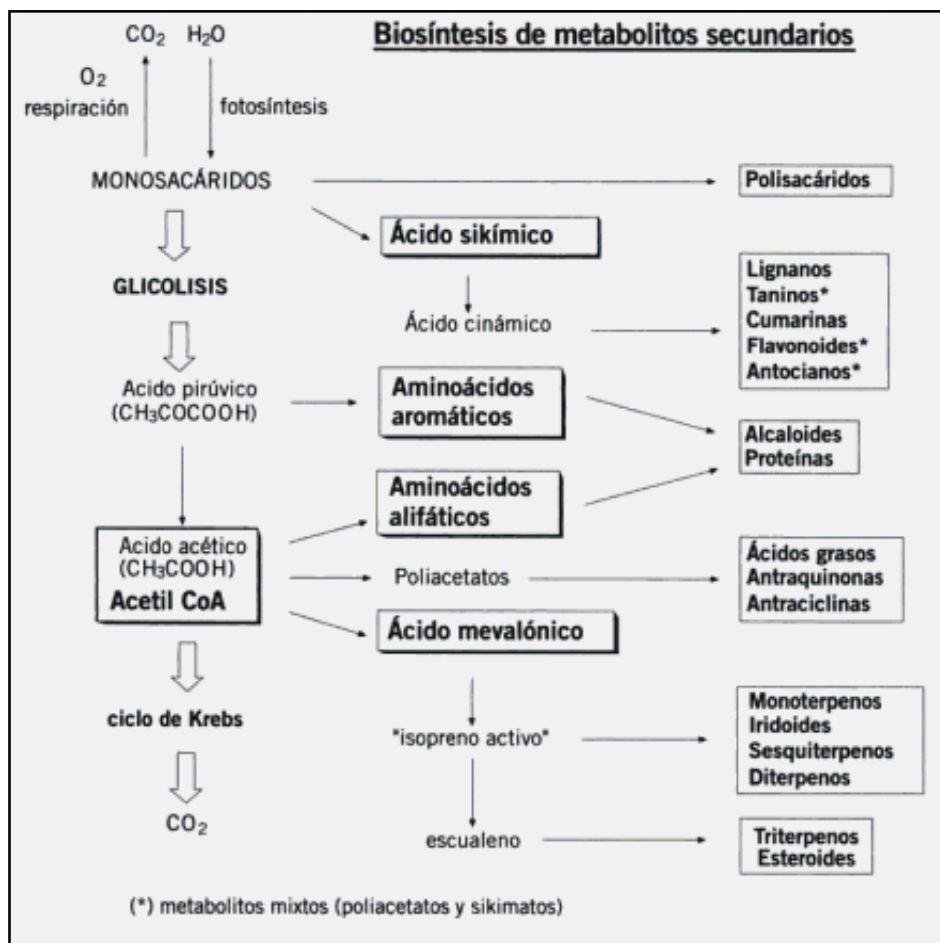 CO₂ H₂O
Biosíntesis de metabolitos secundarios
O₂
respiración
fotosíntesis
MONOSACÁRIDOS
Polisacáridos
Ácido sikímico
GLICOLISIS
Lignanos
Taninos*
Cumarinas
Flavonoides*
Antocianos*
Ácido cinámico
Acido pirúvico
(CH₃COCOOH)
Aminoácidos
aromáticos
Alcaloides
Proteínas
Aminoácidos
alifáticos
Acido acético
(CH₃COOH)
Acetil CoA
Poliacetatos
Ácidos grasos
Antraquinonas
Antraciclinas
Ácido mevalónico
ciclo de Krebs
"isopreno activo"
Monoterpenos
Iridoides
Sesquiterpenos
Diterpenos
CO₂
escualeno
Triterpenos
Esteroides
(*) metabolitos mixtos (poliacetatos y sikimatos)